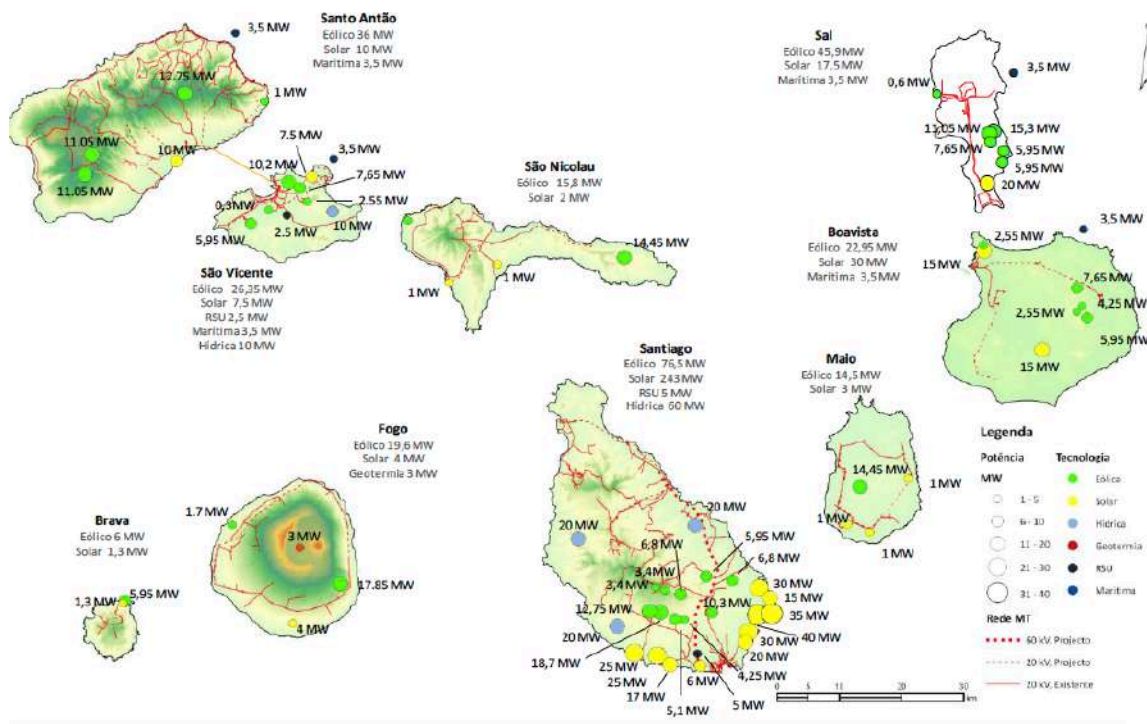 Santo Antão
Eólico 36 MW
Solar 10 MW
Marítima 3,5 MW
3,5 MW
12.75 MW
1 MW
11.05 MW
11.05 MW
10 MW
7.5 MW
3,5 MW
10,2 MW
7,65 MW
2.55 MW
0,3 MW
10 MW
5,95 MW
2.5 MW
São Vicente
Eólico 26,35 MW
Solar 7,5 MW
RSU 2,5 MW
Marítima 3,5 MW
Hídrica 10 MW
São Nicolau
Eólico 15,8 MW
Solar 2 MW
14.45 MW
1 MW
1 MW
Sal
Eólico 45,9 MW
Solar 17,5 MW
Marítima 3,5 MW
3,5 MW
0,6 MW
11,05 MW
15,3 MW
7,65 MW
5,95 MW
5,95 MW
20 MW
Boavista
Eólico 22,95 MW
Solar 30 MW
Marítima 3,5 MW
3,5 MW
2,55 MW
15 MW
7,65 MW
4,25 MW
2,55 MW
5,95 MW
15 MW
Maio
Eólico 14,5 MW
Solar 3 MW
14,45 MW
1 MW
1 MW
1 MW
Santiago
Eólico 76,5 MW
Solar 243 MW
RSU 5 MW
Hídrica 60 MW
20 MW
20 MW
6,8 MW
5,95 MW
6,8 MW
3,4 MW
3,4 MW
30 MW
15 MW
12,75 MW
10,3 MW
35 MW
20 MW
40 MW
30 MW
18,7 MW
20 MW
25 MW
25 MW
17 MW
6 MW
4,25 MW
5 MW
5,1 MW
Fogo
Eólico 19,6 MW
Solar 4 MW
Geotermia 3 MW
1.7 MW
3 MW
17.85 MW
4 MW
Brava
Eólico 6 MW
Solar 1,3 MW
5,95 MW
1,3 MW
Legenda
Potência
MW
1 - 5
6 - 10
11 - 20
21 - 30
31 - 40
Tecnologia
Eólica
Solar
Hídrica
Geotermia
RSU
Marítima
Rede MT
60 kV, Projecto
20 kV, Projecto
20 kV, Existente
0 10 20 30
km